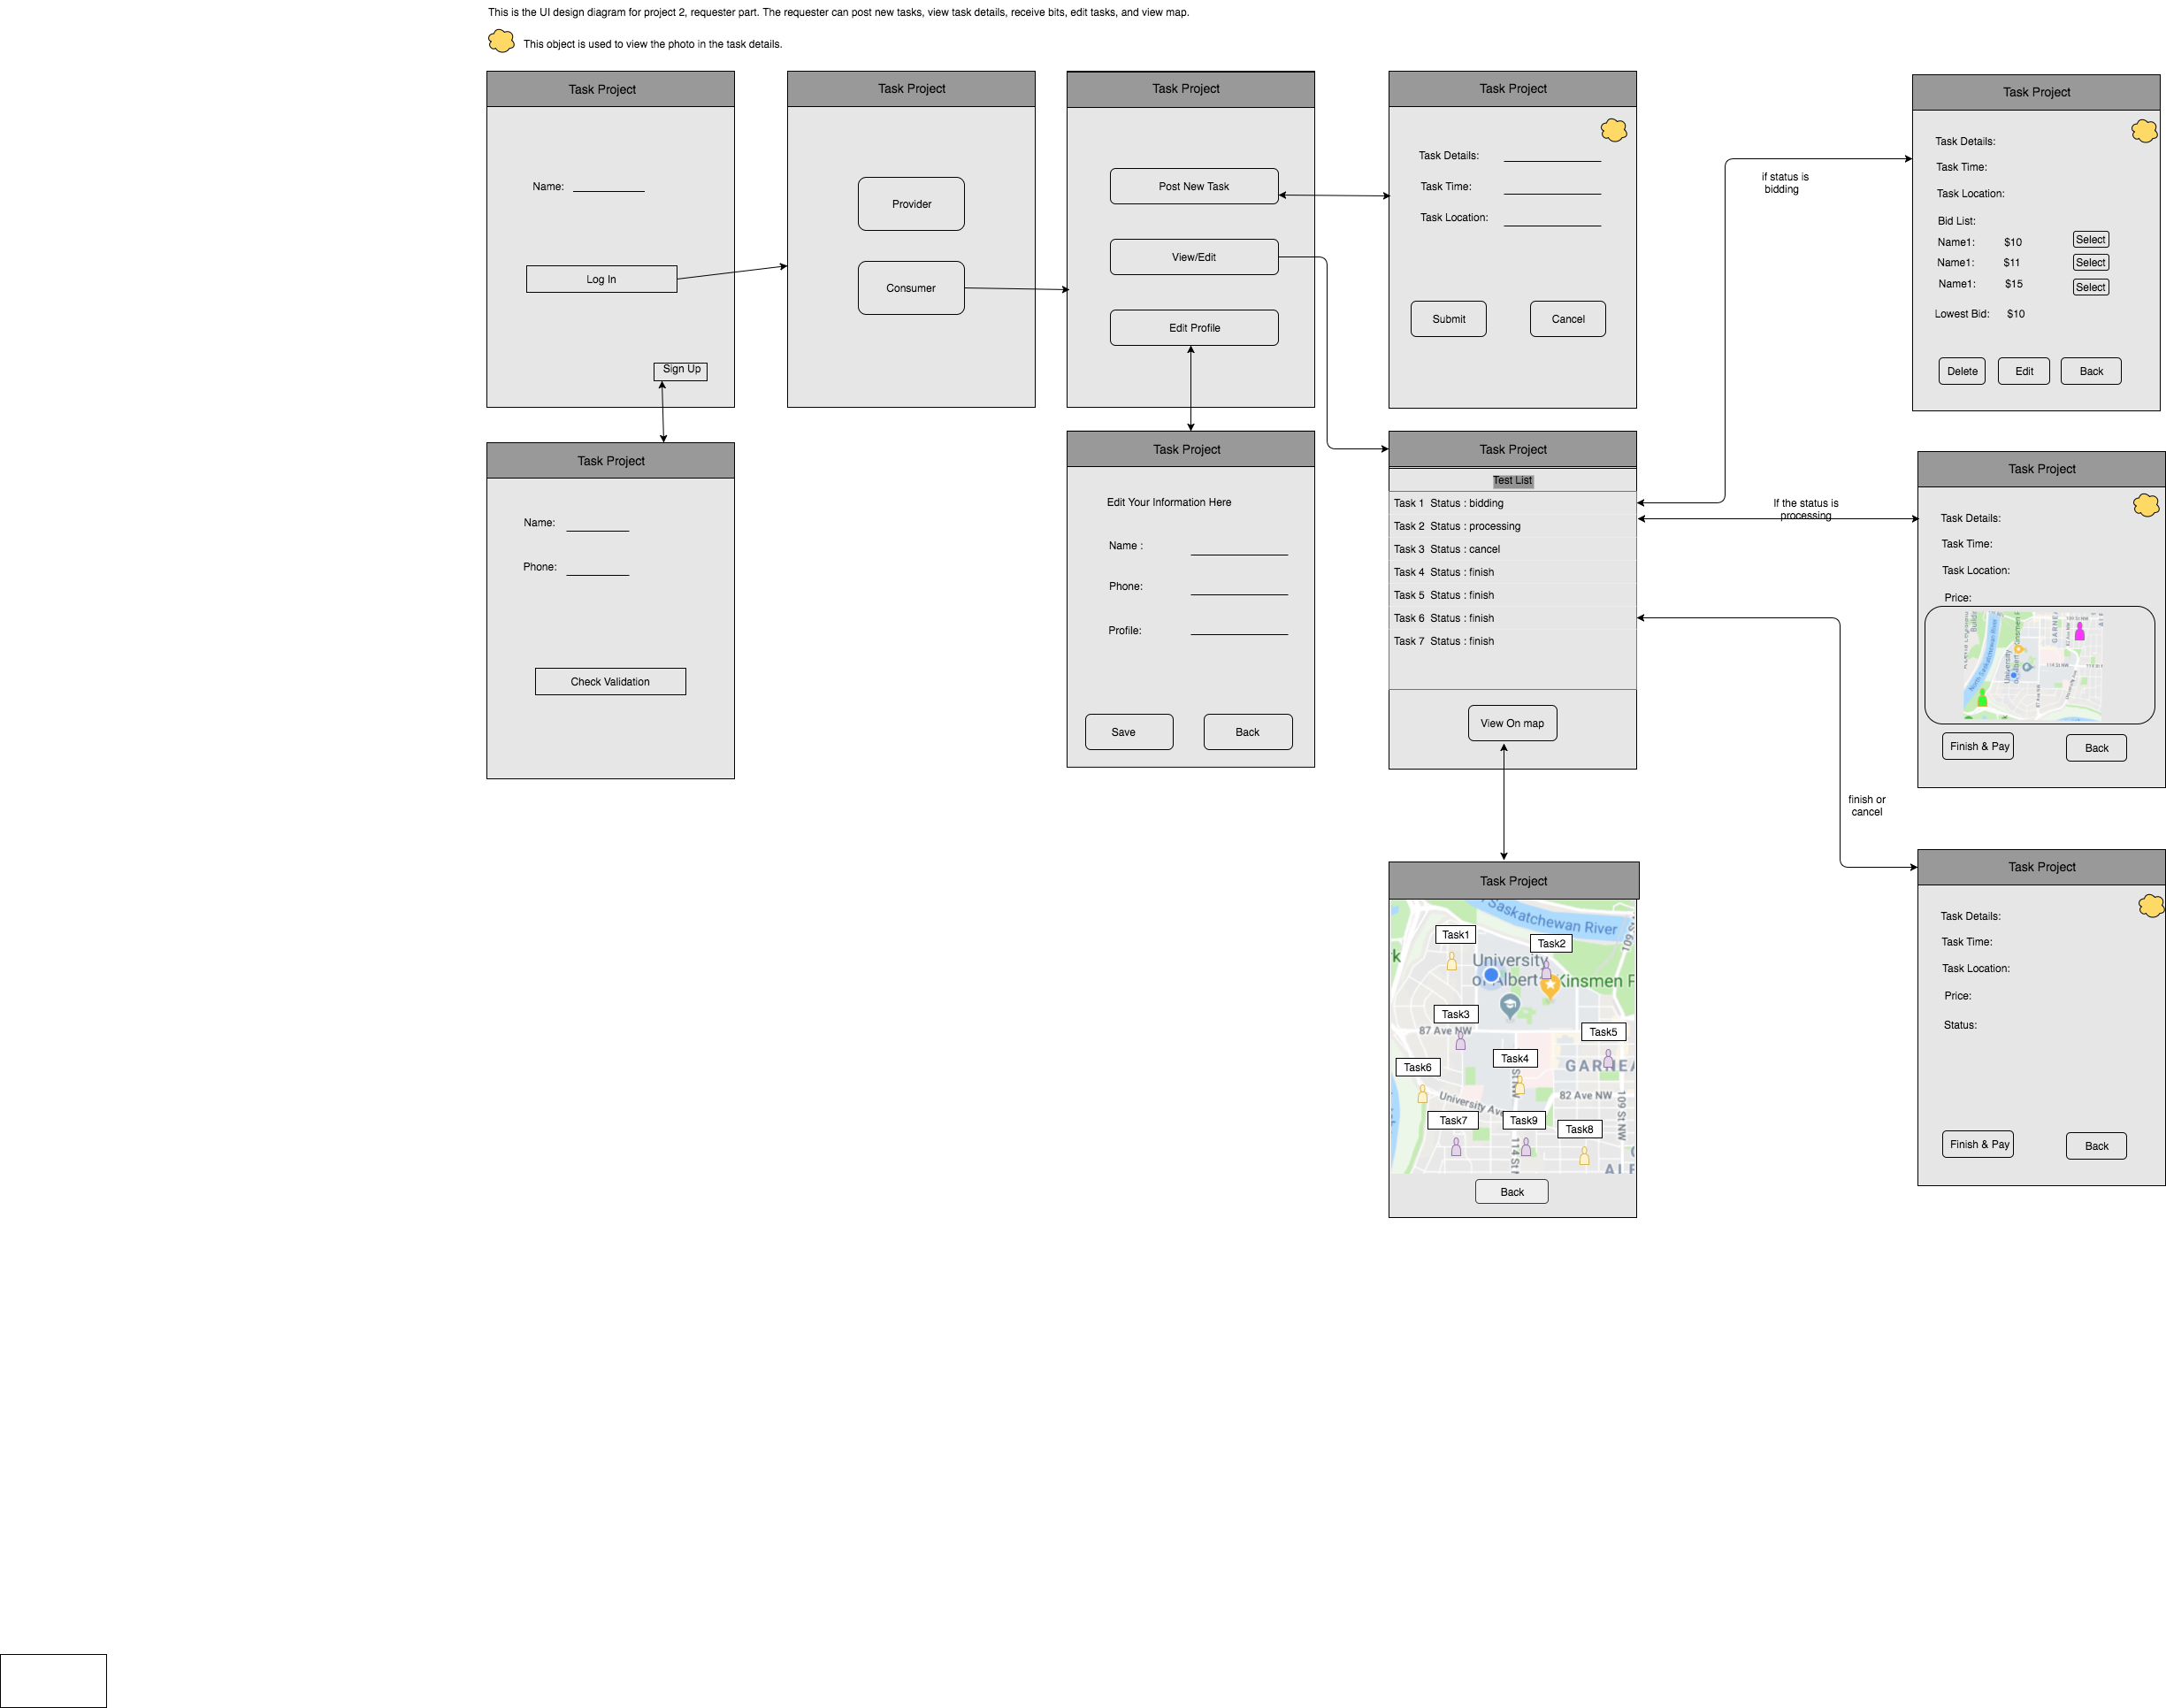 This is the UI design diagram for project 2, requester part. The requester can post new tasks, view task details, receive bits, edit tasks, and view map.
This object is used to view the photo in the task details.
Task Project
Name:
Log In
Sign Up
Task Project
Provider
Consumer
Task Project
Post New Task
View/Edit
Edit Profile
Task Project
Task Details:
Task Time:
Task Location:
Submit
Cancel
if status is
bidding
Task Project
Task Details:
Task Time:
Task Location:
Bid List:
Name1: $10 Select
Name1: $11 Select
Name1: $15 Select
Lowest Bid: $10
Delete
Edit
Back
Task Project
Name:
Phone:
Check Validation
Task Project
Edit Your Information Here
Name :
Phone:
Profile:
Save
Back
Task Project
Test List
Task 1 Status : bidding
Task 2 Status : processing
Task 3 Status : cancel
Task 4 Status : finish
Task 5 Status : finish
Task 6 Status : finish
Task 7 Status : finish
View On map
If the status is
processing
Task Project
Task Details:
Task Time:
Task Location:
Price:
North Saskatchewan River
University
GARNE
Finish & Pay
Back
finish or
cancel
Task Project
Saskatchewan River
109 S
Task1
Task2
k
University
of Albert
Kinsmen
Task3
87 Ave NW
Task5
Task4
Task6
GARNEA
St NW
82 Ave NW
University Ave
109 St NW
Task7
Task9
Task8
114 St
Back
Task Project
Task Details:
Task Time:
Task Location:
Price:
Status:
Finish & Pay
Back